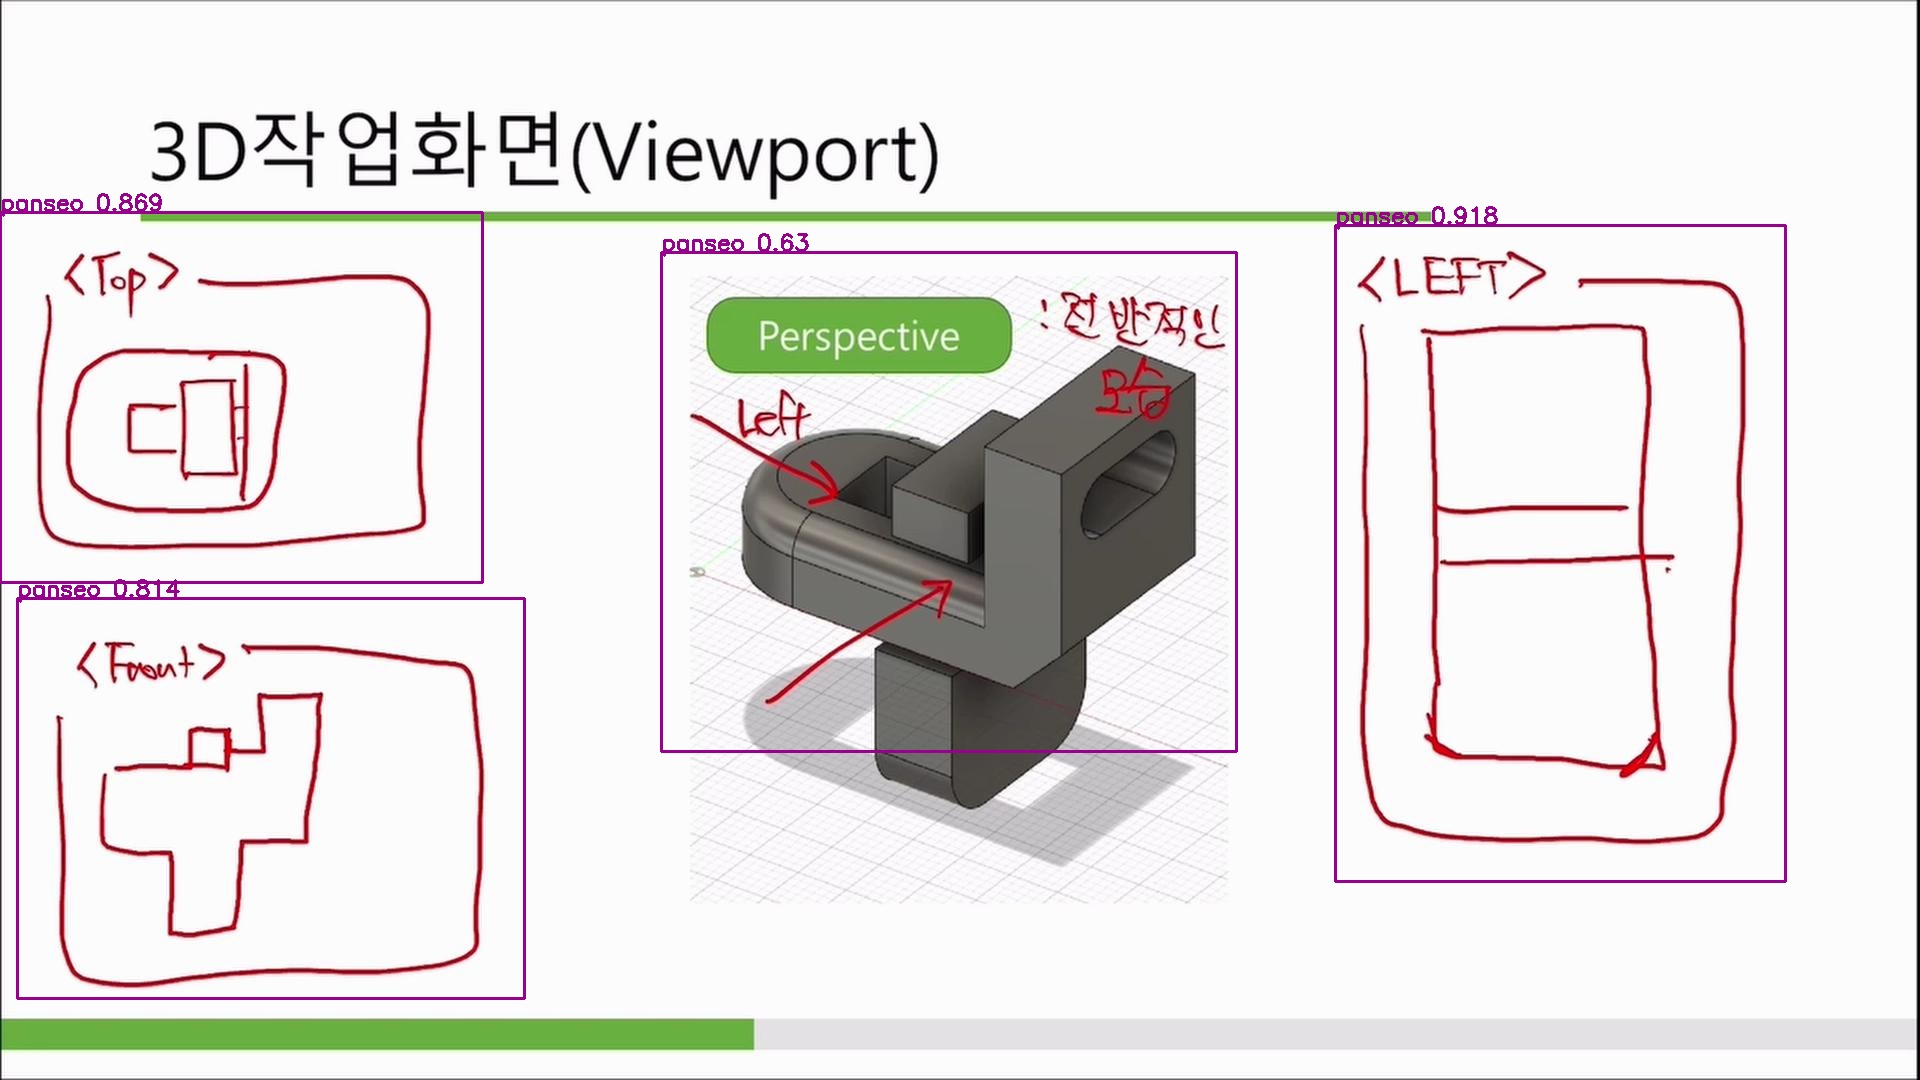 3D작업화면(Viewport)
panseo 0.869
<Top>
panseo 0.63
Perspective
: 전반적인
모습
Left
panseo 0.918
<LEFT>
panseo 0.814
<Front>